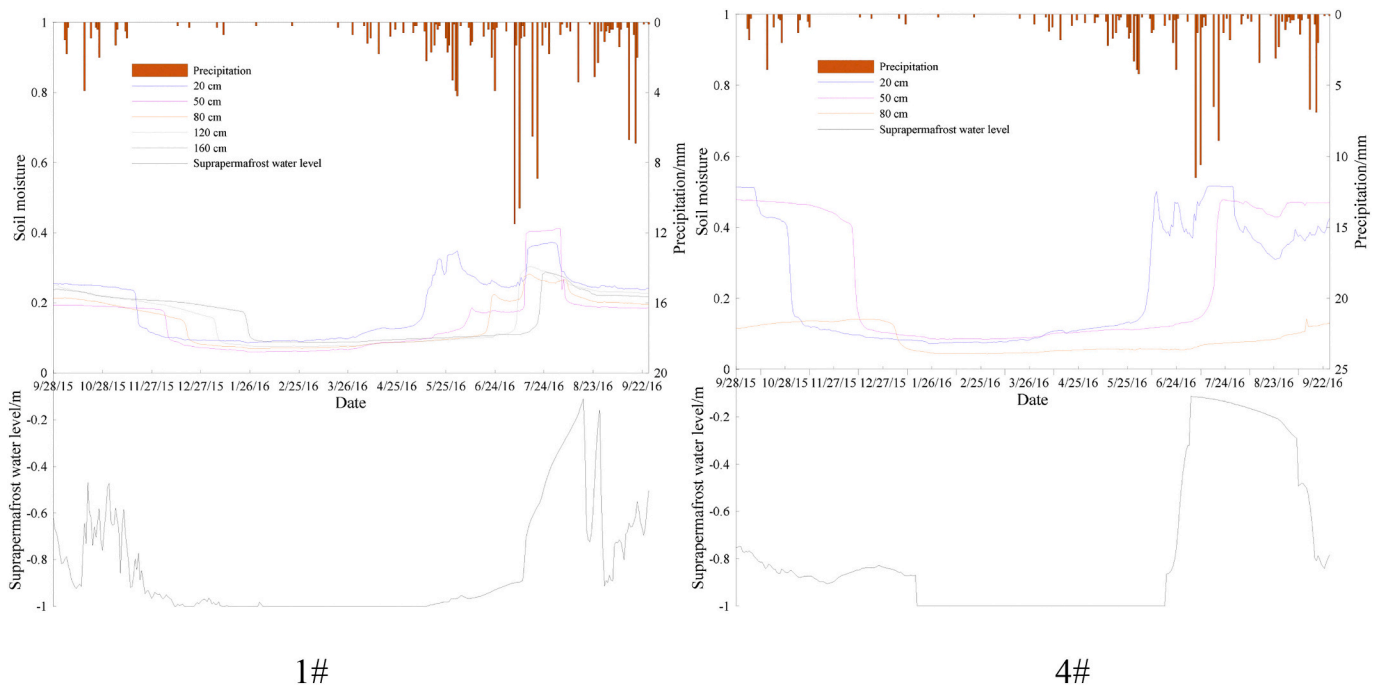 1
0.8
0.6
0.4
0.2
0
Soil moisture
0
4
8
12
16
20
Precipitation/mm
Precipitation
20 cm
50 cm
80 cm
120 cm
160 cm
Suprapermafrost water level
9/28/15 10/28/15 11/27/15 12/27/15 1/26/16 2/25/16 3/26/16 4/25/16 5/25/16 6/24/16 7/24/16 8/23/16 9/22/16
Date
Suprapermafrost water level/m
-0.2
-0.4
-0.6
-0.8
-1
1#
1
0.8
0.6
0.4
0.2
0
Soil moisture
0
5
10
15
20
25
Precipitation/mm
Precipitation
20 cm
50 cm
80 cm
Suprapermafrost water level
9/28/15 10/28/15 11/27/15 12/27/15 1/26/16 2/25/16 3/26/16 4/25/16 5/25/16 6/24/16 7/24/16 8/23/16 9/22/16
Date
Suprapermafrost water level/m
-0.2
-0.4
-0.6
-0.8
-1
4#